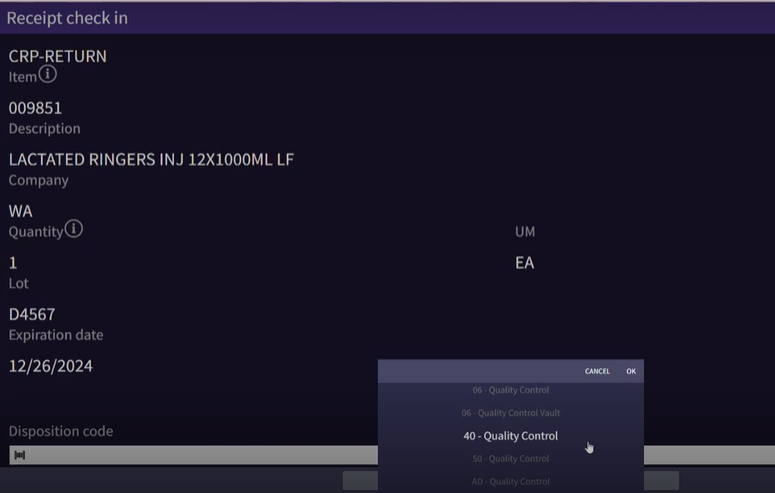 Receipt check in
CRP-RETURN
Item
009851
Description
LACTATED RINGERS INJ 12X1000ML LF
Company
WA
Quantity
UM
1
EA
Lot
D4567
Expiration date
12/26/2024
CANCEL OK
06 - Quality Control
06 - Quality Control Vault
40 - Quality Control
50 - Quality Control
AD - Quality Control
Disposition code